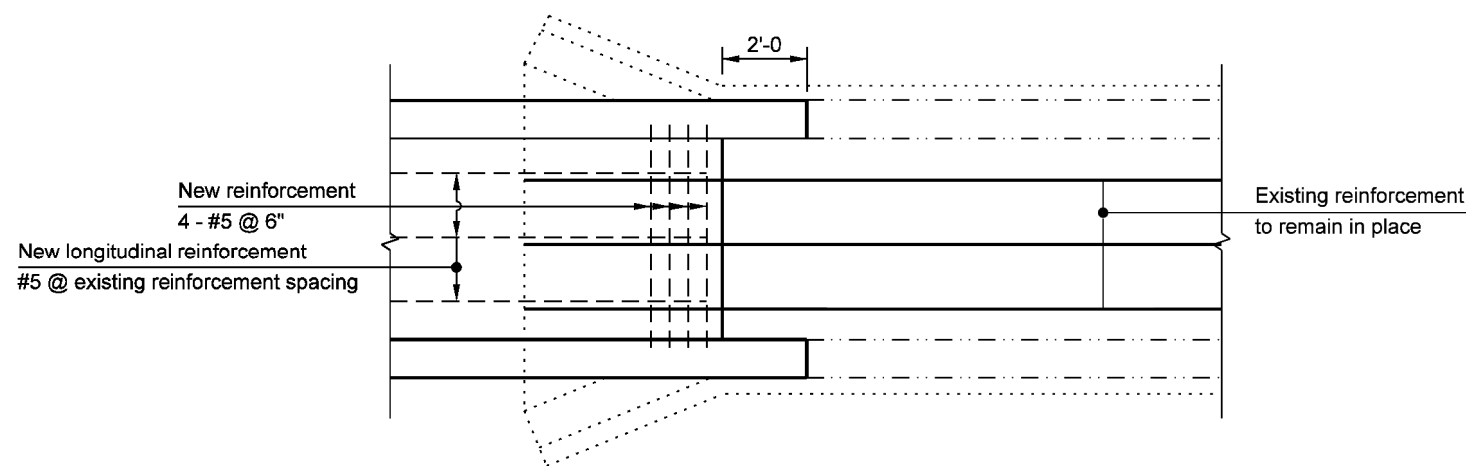 2'-0
New reinforcement
4 - #5 @ 6"
New longitudinal reinforcement
#5 @ existing reinforcement spacing
Existing reinforcement
to remain in place